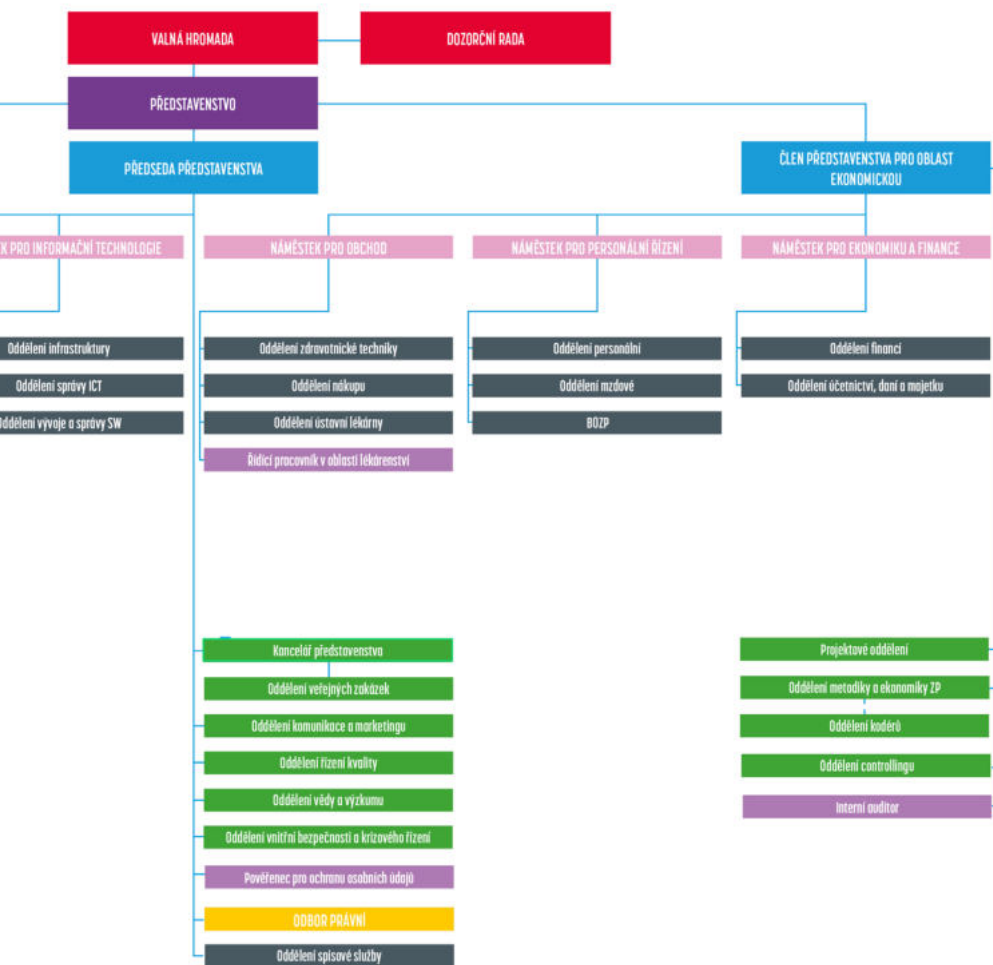 VALNÁ HROMADA
DOZORČNÍ RADA
PŘEDSTAVENSTVO
PŘEDSEDA PŘEDSTAVENSTVA
ČLEN PŘEDSTAVENSTVA PRO OBLAST
EKONOMICKOU
PRO INFORMAČNÍ TECHNOLOGIE
NÁMĚSTEK PRO OBCHOD
NÁMĚSTEK PRO PERSONÁLNÍ ŘÍZENÍ
NÁMĚSTEK PRO EKONOMIKU A FINANCE
Oddělení infrastruktury
Oddělení správy ICT
Oddělení vývoje a správy SW
Oddělení zdravotnické techniky
Oddělení nákupu
Oddělení ústavní lékárny
Řídící pracovník v oblasti lékárenství
Oddělení personální
Oddělení mzdové
BOZP
Oddělení financí
Oddělení účetnictví, daní a majetku
Kancelář představenstva
Oddělení veřejných zakázek
Oddělení komunikace a marketingu
Oddělení řízení kvality
Oddělení vědy a výzkumu
Oddělení vnitřní bezpečnosti a krizového řízení
Pověřenec pro ochranu osobních údajů
ODBOR PRÁVNÍ
Oddělení spisové služby
Projektové oddělení
Oddělení metodiky a ekonomiky ZP
Oddělení kodérů
Oddělení controllingu
Interní auditor